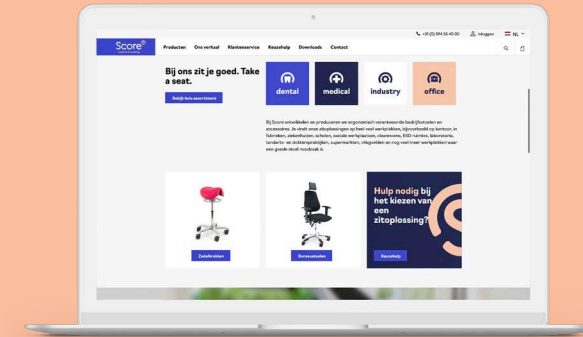 +31 (0) 594 55 40 00
Inloggen
NL
Score®
Producten Ons verhaal Klantenservice Keuzehulp Downloads Contact
Bij ons zit je goed. Take
a seat.
Bekijk hele assortiment
dental
medical
industry
office
Bij Score ontwikkelen en produceren we ergonomisch verantwoorde bedrijfsstoelen en
accessoires. Je vindt onze zitoplossingen op heel veel werkplekken, bijvoorbeeld op kantoor, in
fabrieken, ziekenhuizen, scholen, sociale werkplaatsen, cleanrooms, ESD-ruimtes, laboratoria,
tandarts- en dokterspraktijken, supermarkten, vliegvelden en nog veel meer werkplekken waar
een goede stoel noodzaak is.
Zadelkrukken
Bureaustoelen
Hulp nodig bij
het kiezen van
een
zitoplossing?
Keuzehulp